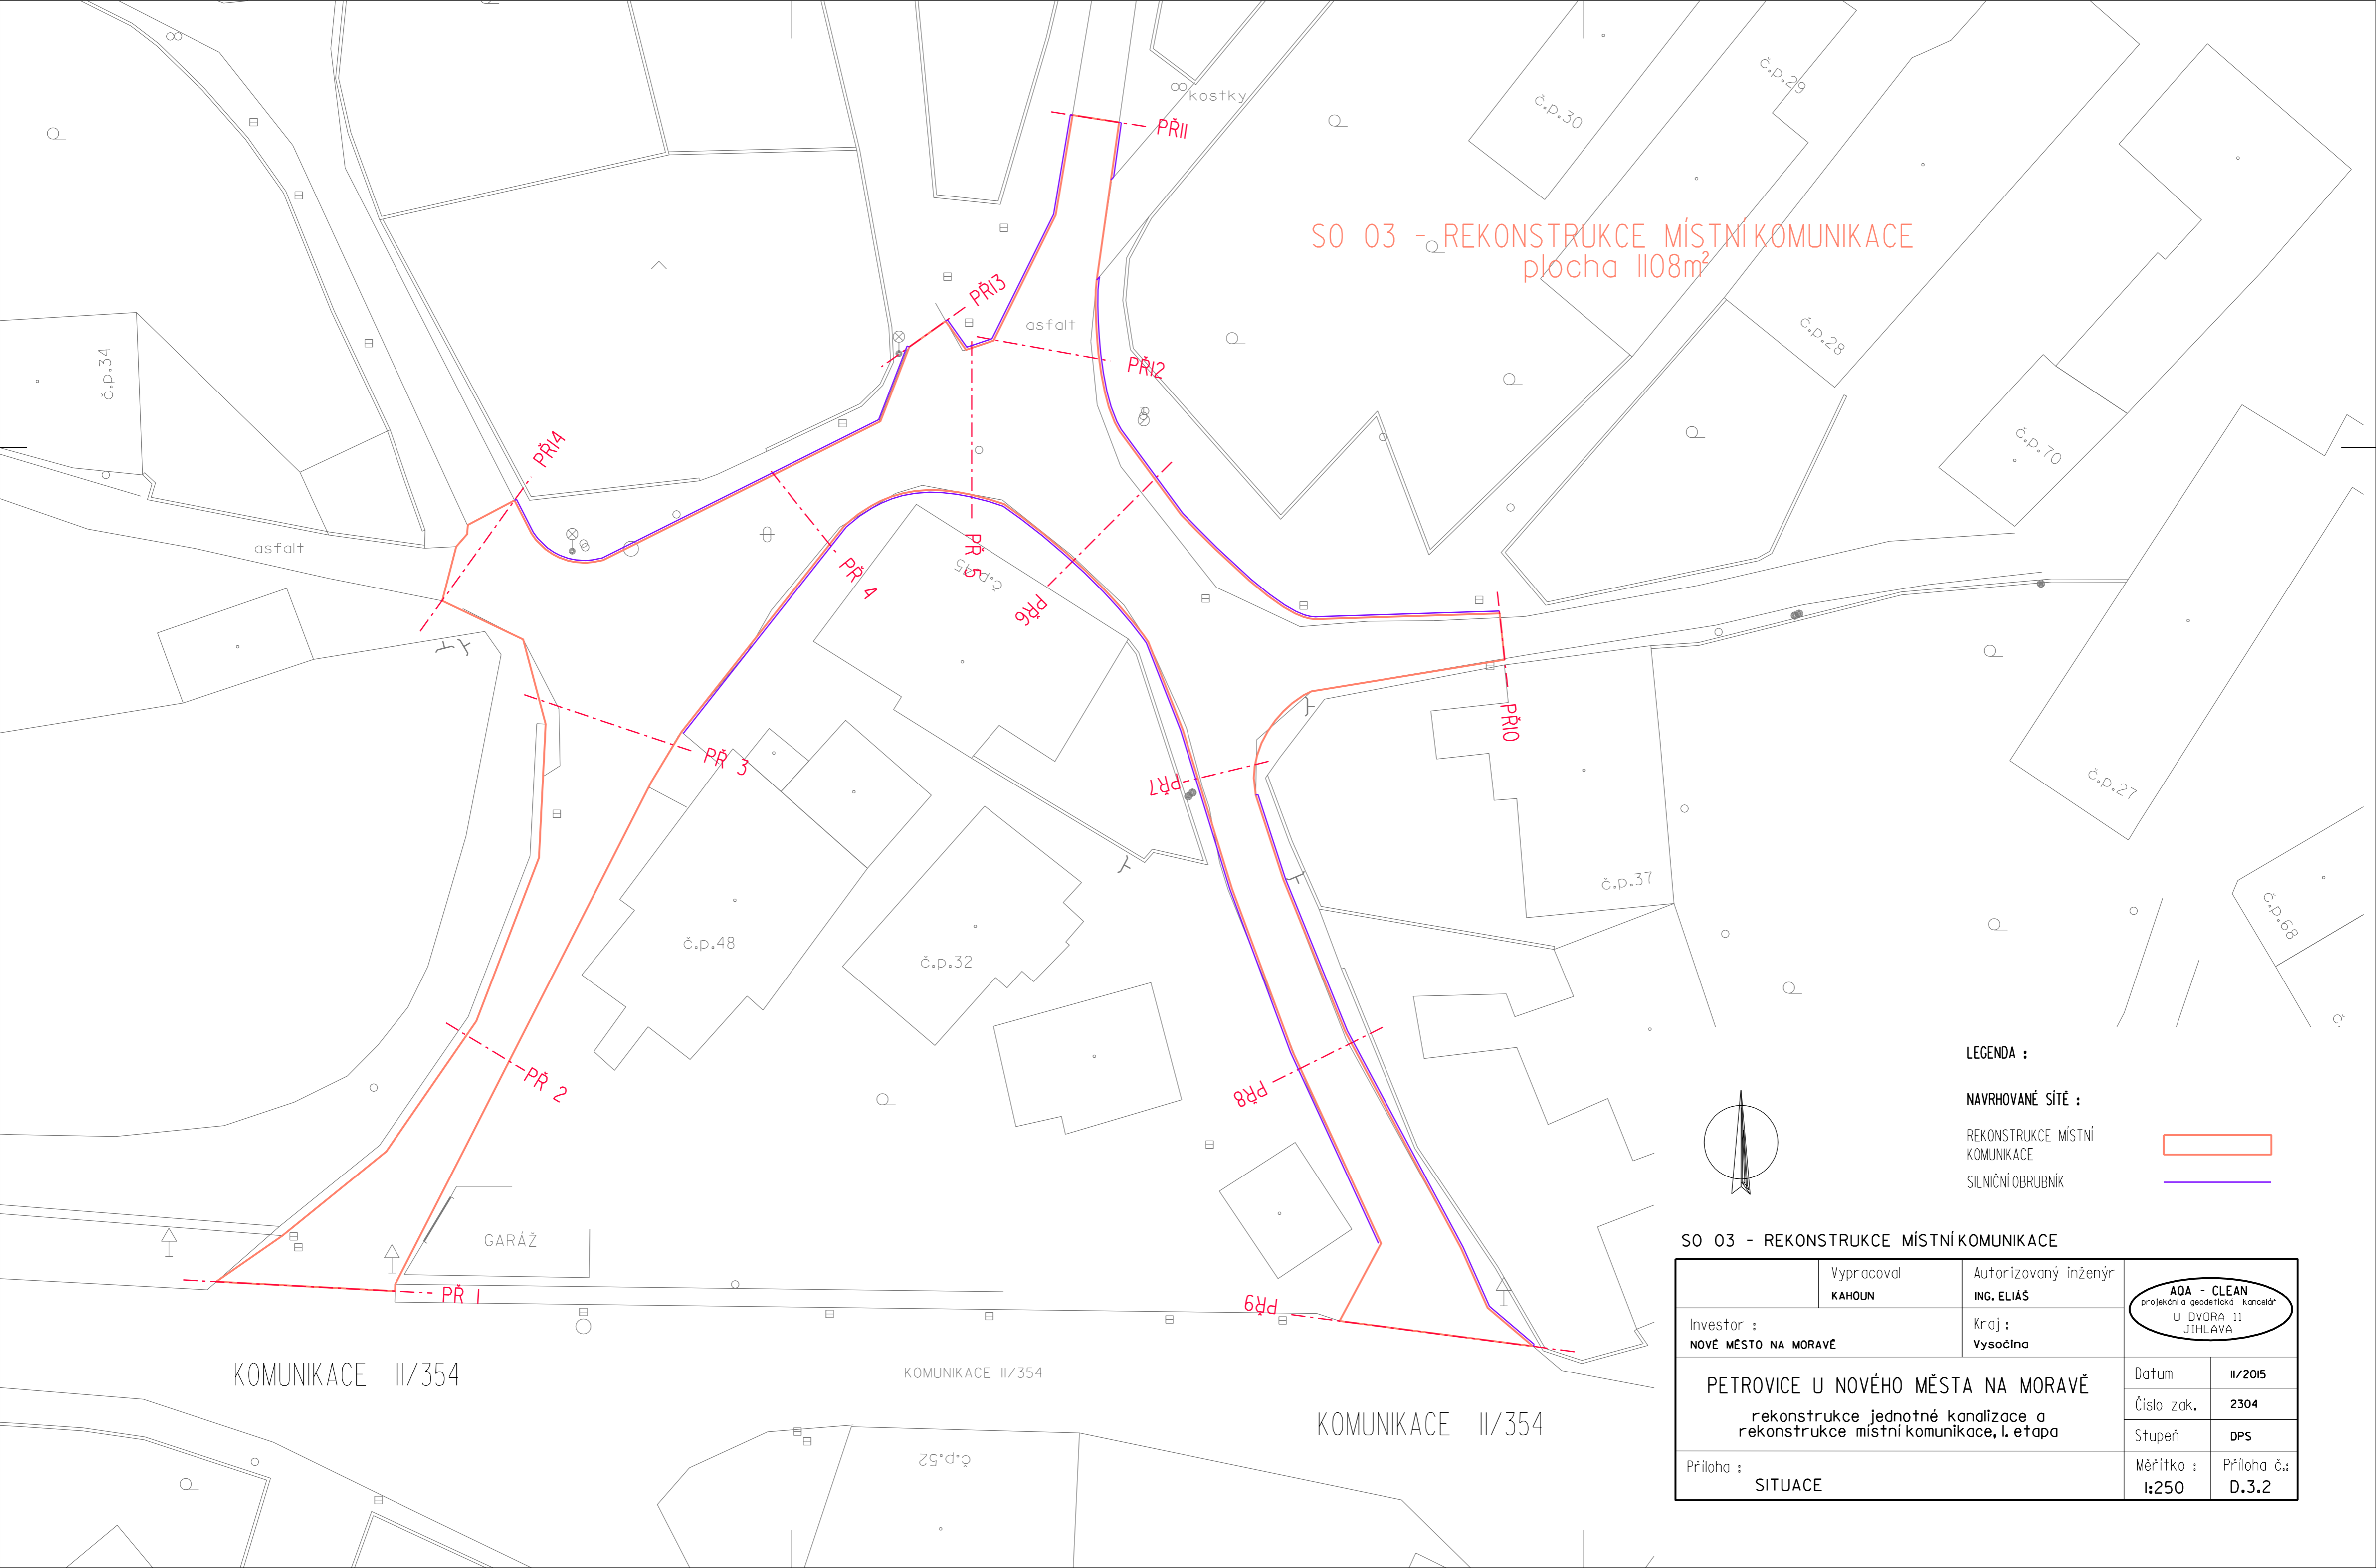 kostky
č.p.30
č.p.29
PŘ11
SO 03 - REKONSTRUKCE MÍSTNÍ KOMUNIKACE
plocha 1108m²
PŘ13
asfalt
č.p.28
č.p.34
PŘ12
PŘ14
č.p.70
asfalt
PŘ 5
č.p.45
PŘ 4
PŘ6
PŘ10
PŘ 3
PŘ7
č.p.27
č.p.37
č.p.68
č.p.48
č.p.32
PŘ 2
PŘ8
GARÁŽ
PŘ 1
PŘ9
KOMUNIKACE II/354
KOMUNIKACE II/354
KOMUNIKACE II/354
č.p.52
LEGENDA :
NAVRHOVANÉ SÍTĚ :
REKONSTRUKCE MÍSTNÍ
KOMUNIKACE
SILNIČNÍ OBRUBNÍK
SO 03 - REKONSTRUKCE MÍSTNÍ KOMUNIKACE
Vypracoval
KAHOUN
Autorizovaný inženýr
ING. ELIÁŠ
AQA - CLEAN
projekční a geodetická kancelář
U DVORA 11
JIHLAVA
Investor :
NOVÉ MĚSTO NA MORAVĚ
Kraj :
Vysočina
PETROVICE U NOVÉHO MĚSTA NA MORAVĚ
rekonstrukce jednotné kanalizace a
rekonstrukce místní komunikace, I. etapa
Datum 11/2015
Číslo zak. 2304
Stupeň DPS
Příloha :
SITUACE
Měřítko :
1:250
Příloha č.:
D.3.2